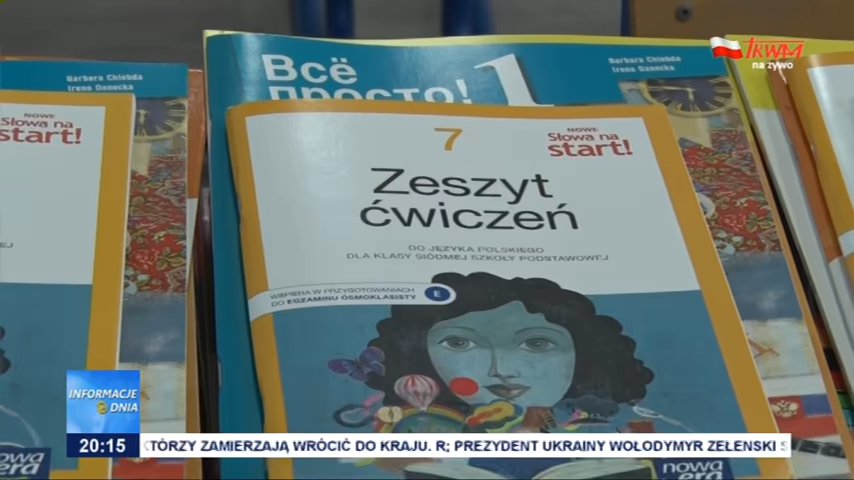 TRWAM
na żywo
Barbara Chlebda
Irena Danecka
Всё
просто! 1
Barbara Chlebda
Irena Danecka
NOWE
Słowa na
start!
7
NOWE
Słowa na
start!
Zeszyt
ćwiczeń
DO JĘZYKA POLSKIEGO
DLA KLASY SIÓDMEJ SZKOŁY PODSTAWOWEJ
WSPIERA W PRZYGOTOWANIACH
DO EGZAMINU ÓSMOKLASISTY E
INFORMACJE
DNIA
20:15
KTÓRZY ZAMIERZAJĄ WRÓCIĆ DO KRAJU. R; PREZYDENT UKRAINY WOŁODYMYR ZEŁENSKI S
nowa
era
nowa
era